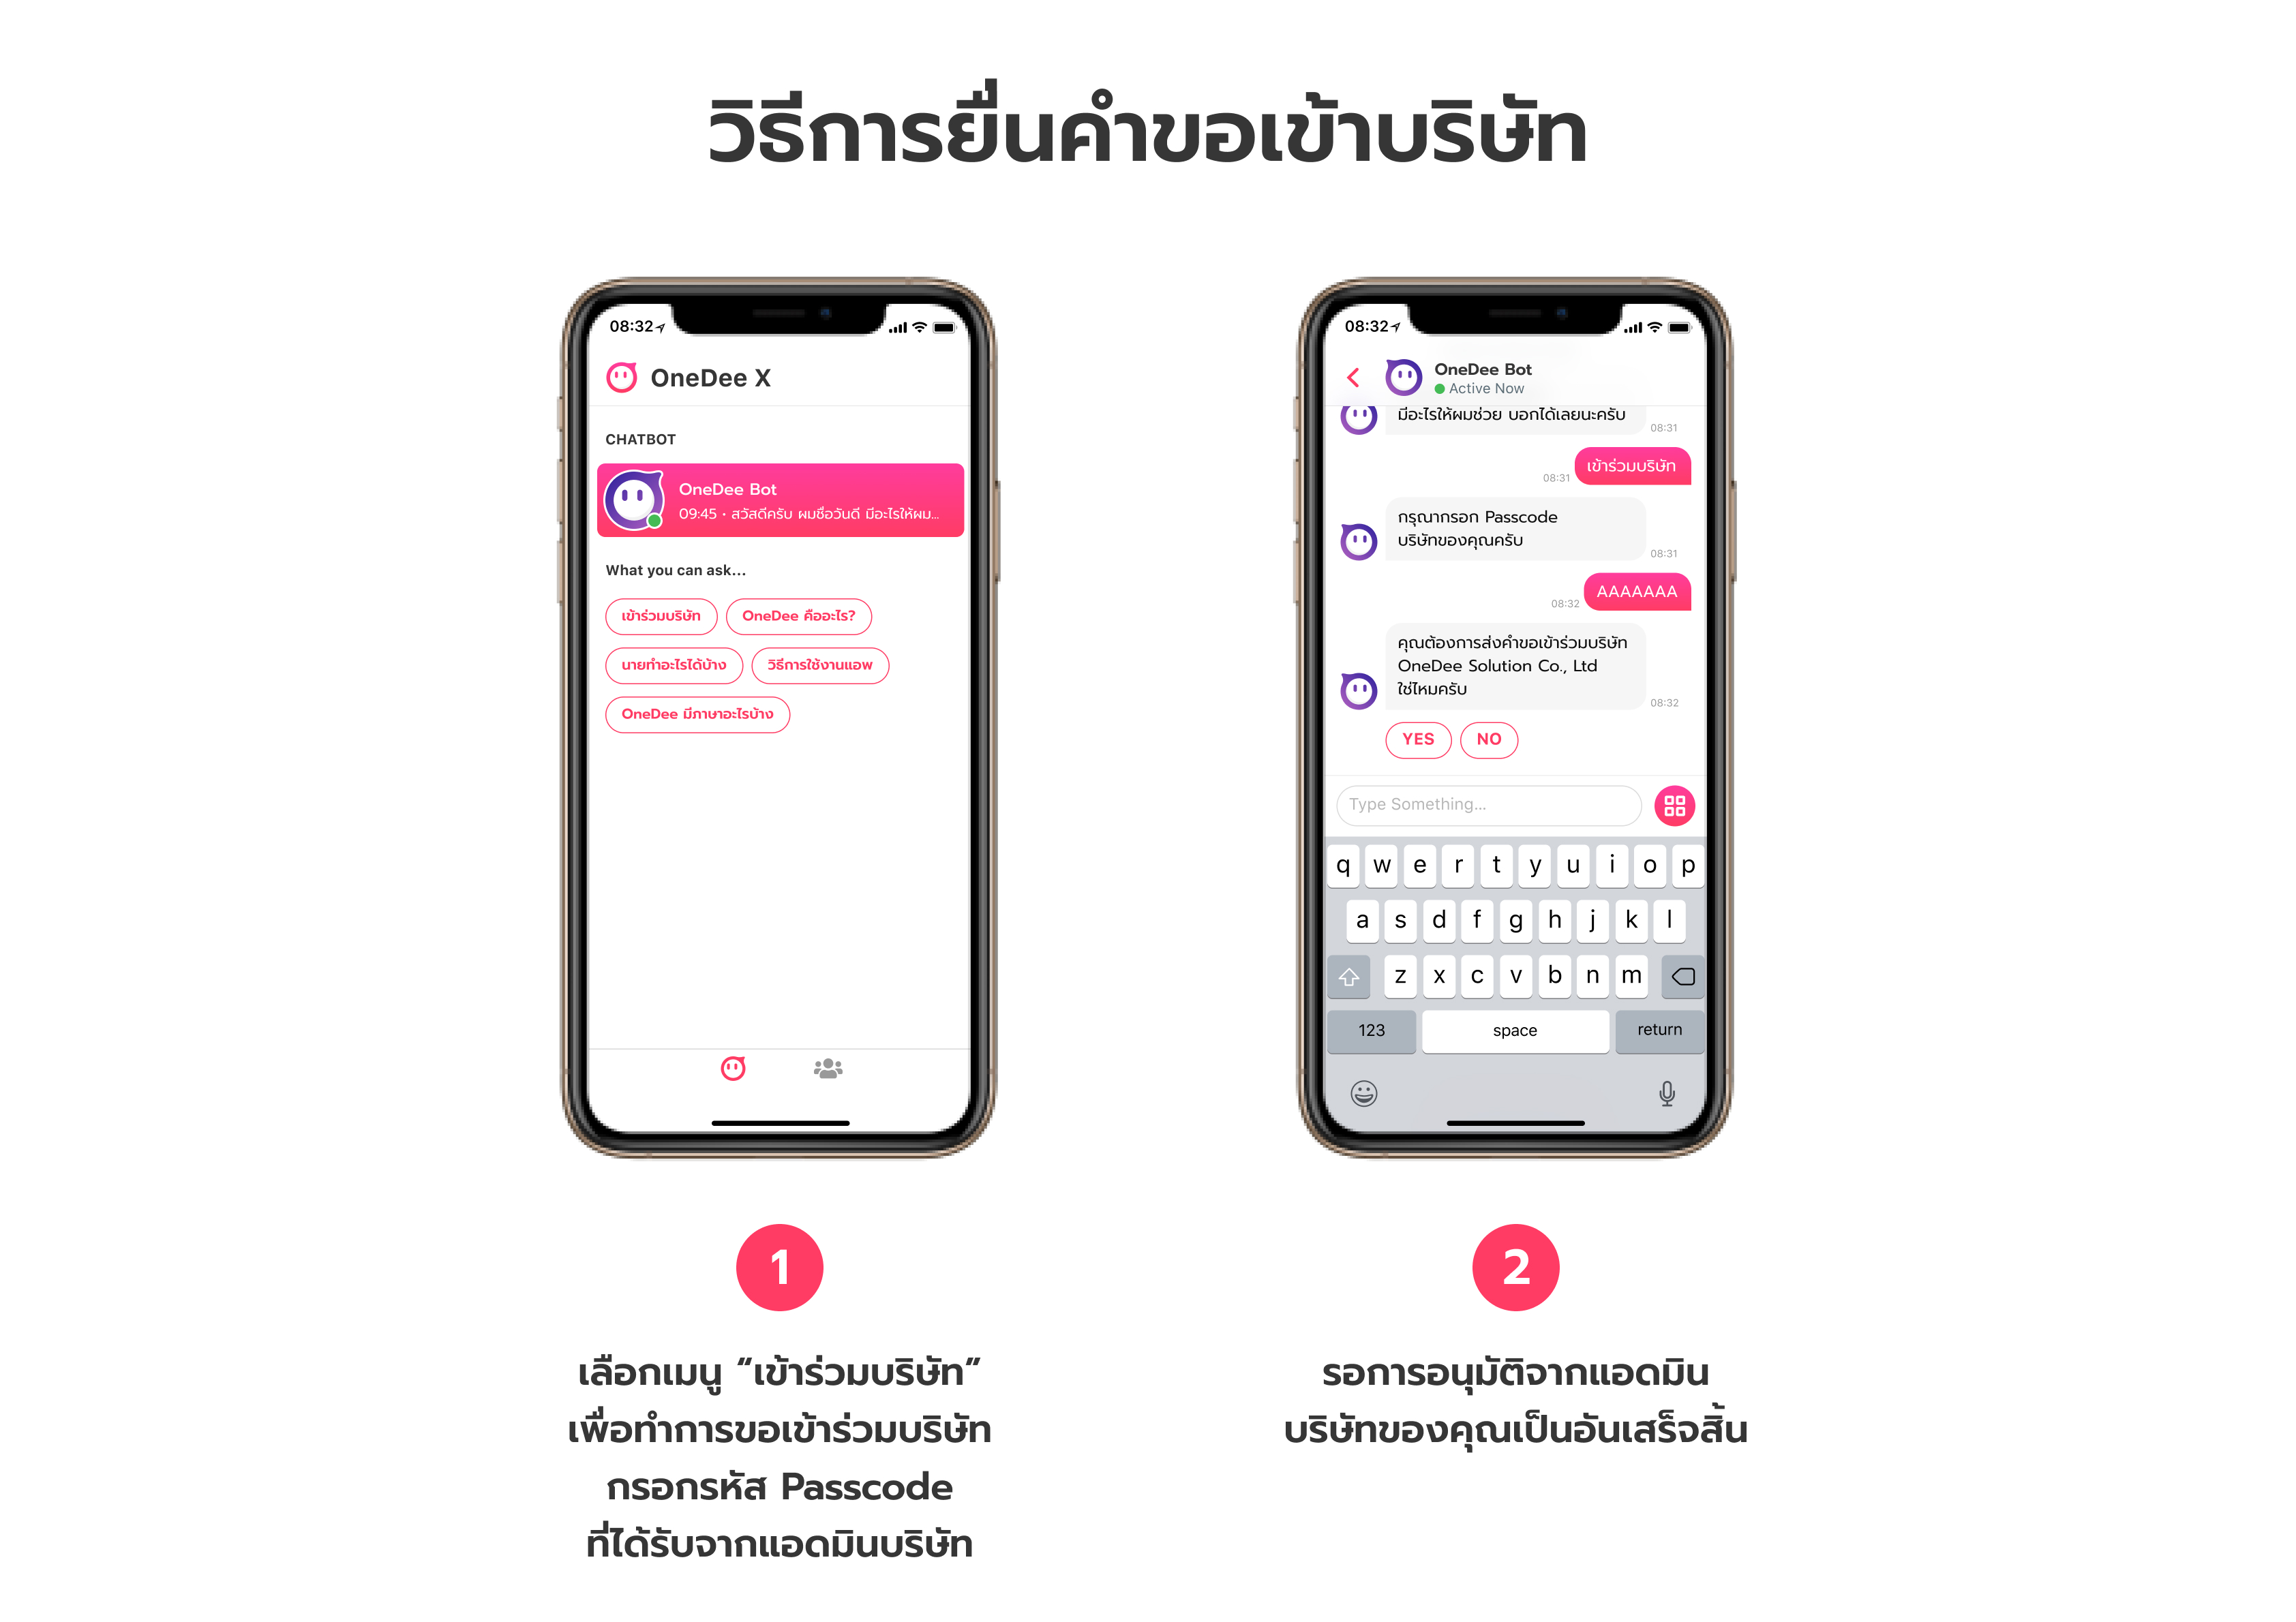 วิธีการยื่นคำขอเข้าบริษัท
08:32
OneDee X
CHATBOT
OneDee Bot
09:45 • สวัสดีครับ ผมชื่อวันดี มีอะไรให้ผม...
What you can ask...
เข้าร่วมบริษัท
OneDee คืออะไร?
นายทำอะไรได้บ้าง
วิธีการใช้งานแอพ
OneDee มีภาษาอะไรบ้าง
1
เลือกเมนู “เข้าร่วมบริษัท”
เพื่อทำการขอเข้าร่วมบริษัท
กรอกรหัส Passcode
ที่ได้รับจากแอดมินบริษัท
08:32
OneDee Bot
Active Now
มีอะไรให้ผมช่วย บอกได้เลยนะครับ
08:31
เข้าร่วมบริษัท
08:31
กรุณากรอก Passcode
บริษัทของคุณครับ
08:31
AAAAAAA
08:32
คุณต้องการส่งคำขอเข้าร่วมบริษัท
OneDee Solution Co., Ltd
ใช่ไหมครับ
08:32
YES
NO
Type Something...
q w e r t y u i o p
a s d f g h j k l
z x c v b n m
123 space return
2
รอการอนุมัติจากแอดมิน
บริษัทของคุณเป็นอันเสร็จสิ้น